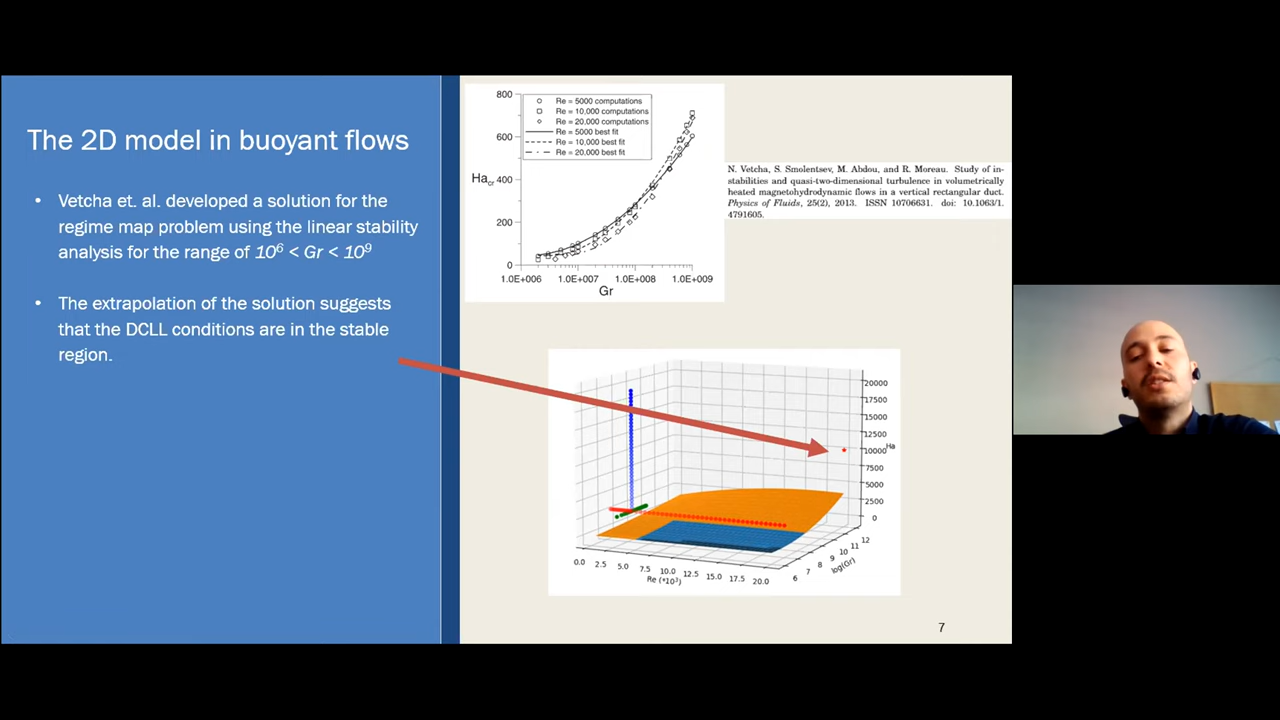 The 2D model in buoyant flows
• Vetcha et. al. developed a solution for the
regime map problem using the linear stability
analysis for the range of 10⁶ < Gr < 10⁹
• The extrapolation of the solution suggests
that the DCLL conditions are in the stable
region.
800
600
400
200
0
Ha_cr
Re = 5000 computations
Re = 10,000 computations
Re = 20,000 computations
Re = 5000 best fit
Re = 10,000 best fit
Re = 20,000 best fit
1.0E+006 1.0E+007 1.0E+008 1.0E+009
Gr
N. Vetcha, S. Smolentsev, M. Abdou, and R. Moreau. Study of in-
stabilities and quasi-two-dimensional turbulence in volumetrically
heated magnetohydrodynamic flows in a vertical rectangular duct.
Physics of Fluids, 25(2), 2013. ISSN 10706631. doi: 10.1063/1.
4791605.
20000
17500
15000
12500
10000
Ha
7500
5000
2500
0
0.0 2.5 5.0 7.5 10.0 12.5 15.0 17.5 20.0
Re (*10³)
6 7 8 9 10 11 12
log(Gr)
7